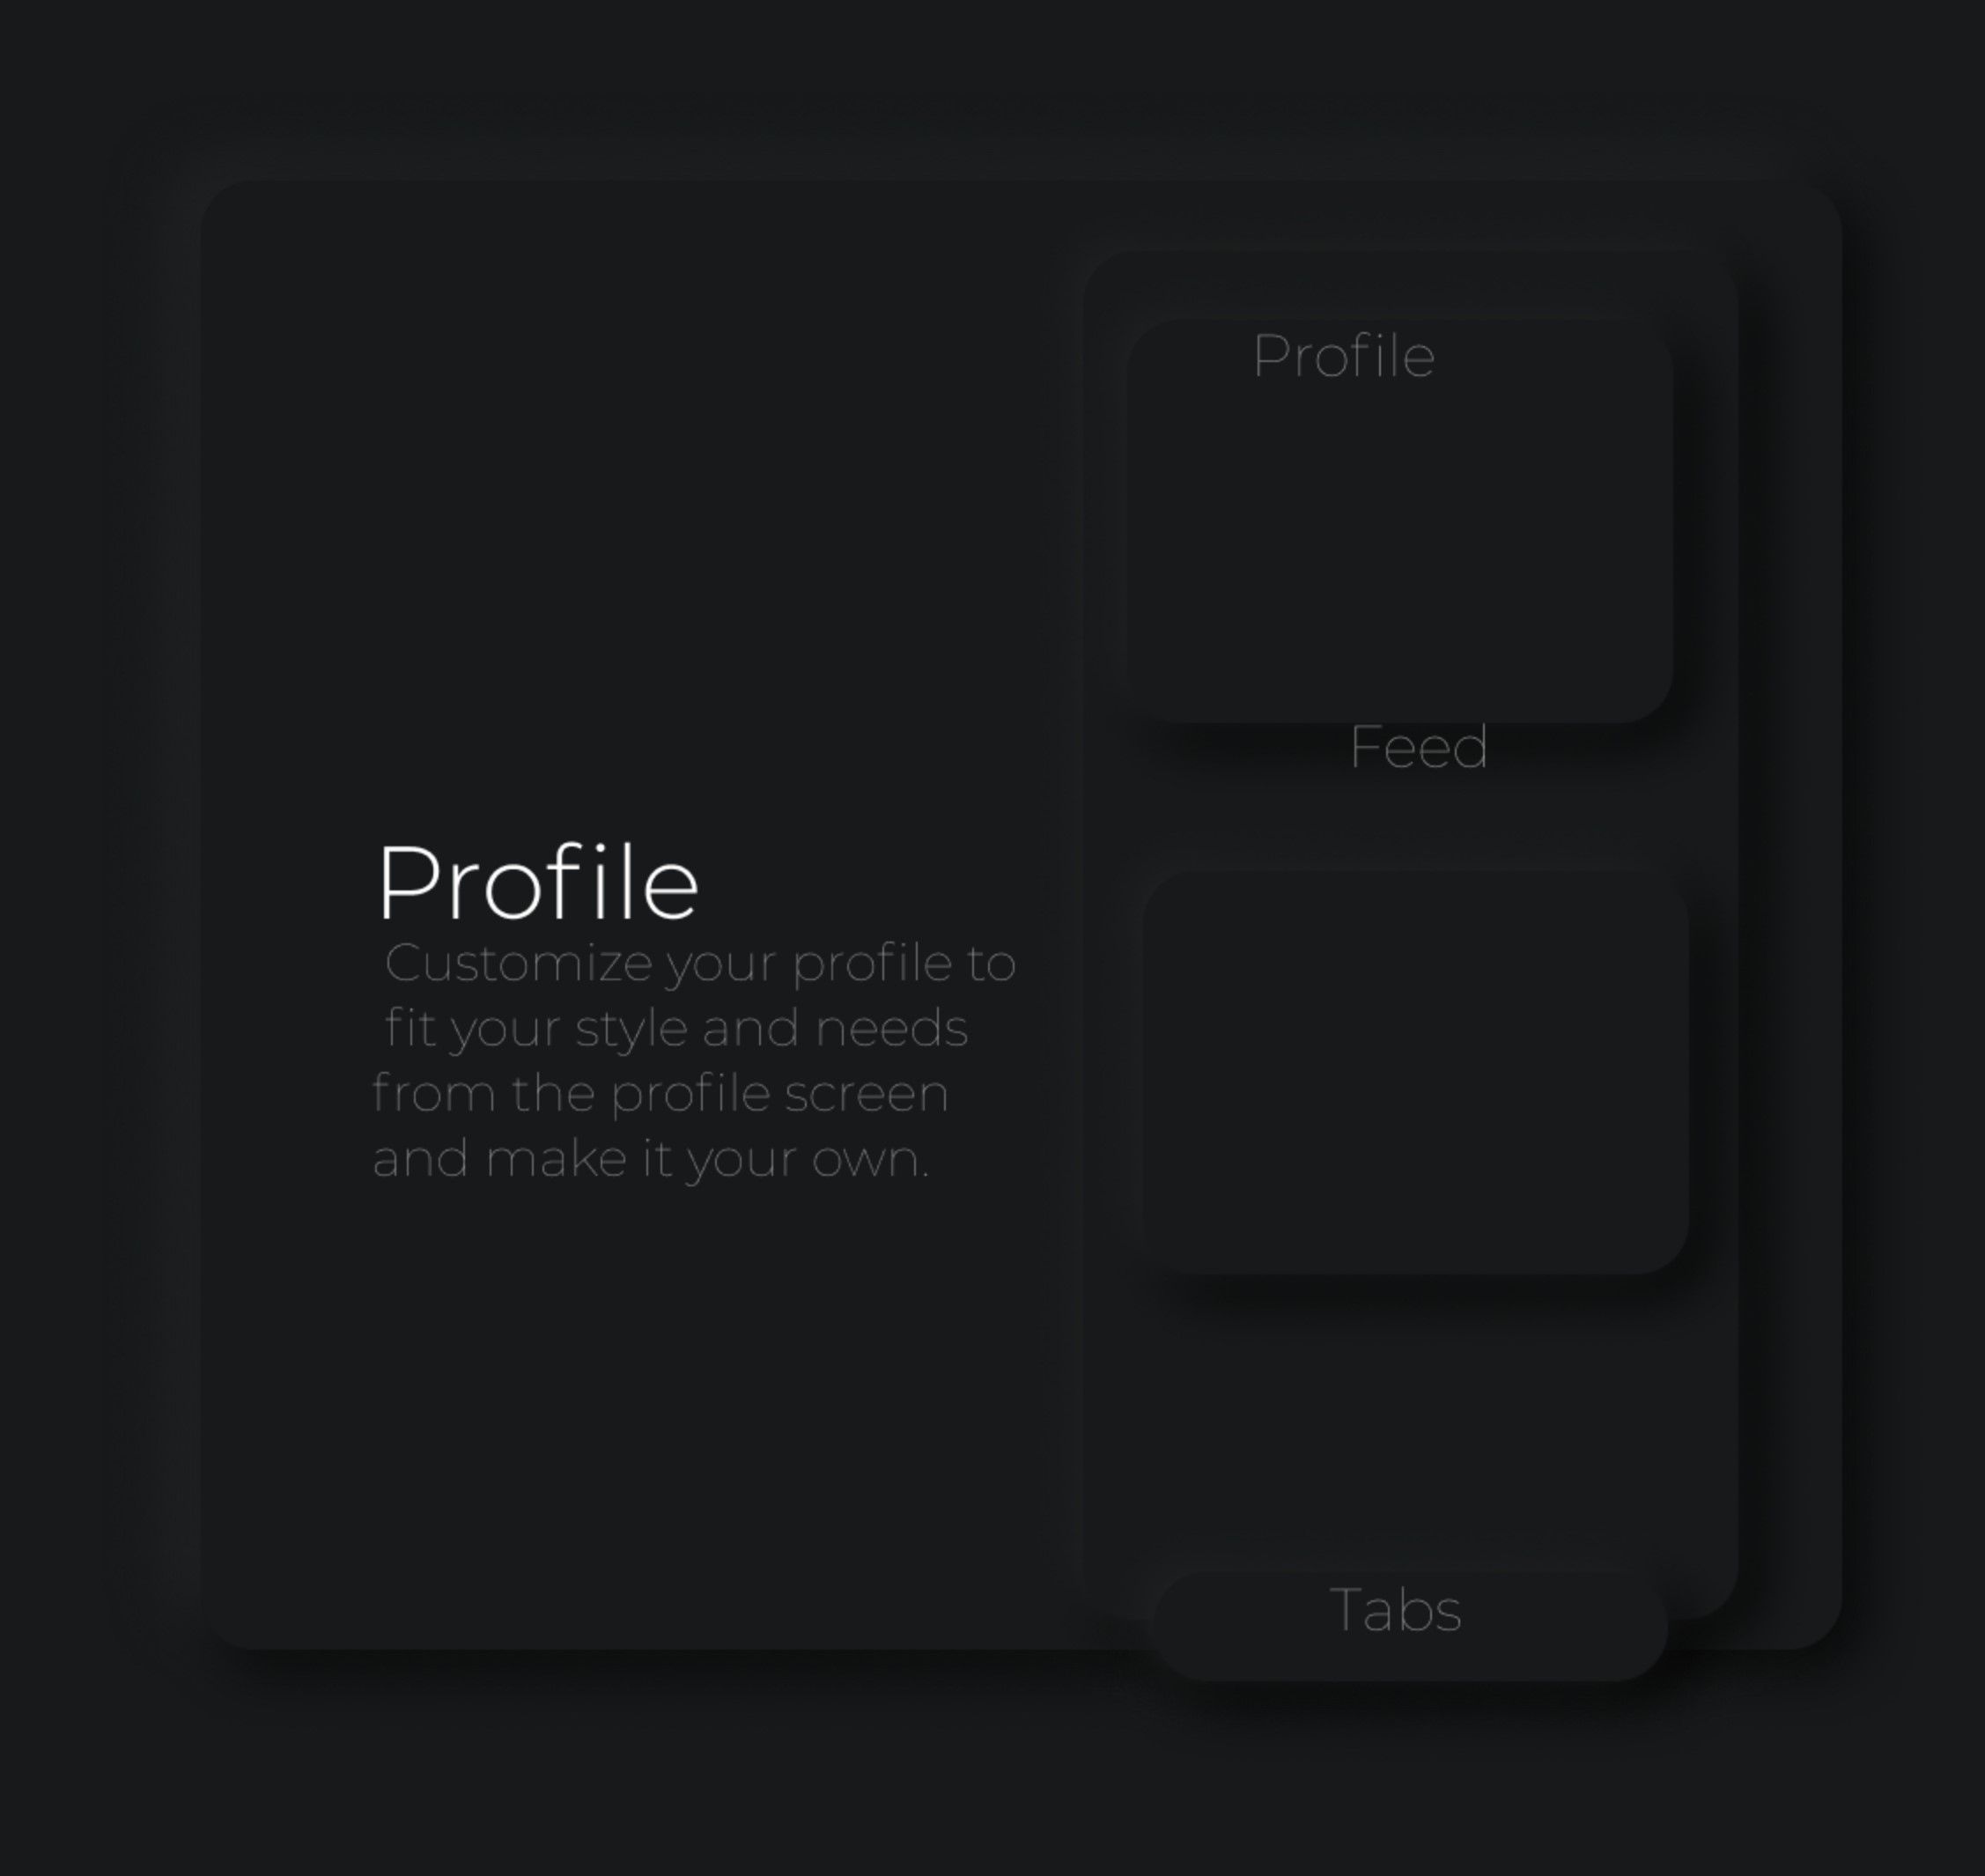 Profile
Customize your profile to
fit your style and needs
from the profile screen
and make it your own.
Profile
Feed
Tabs